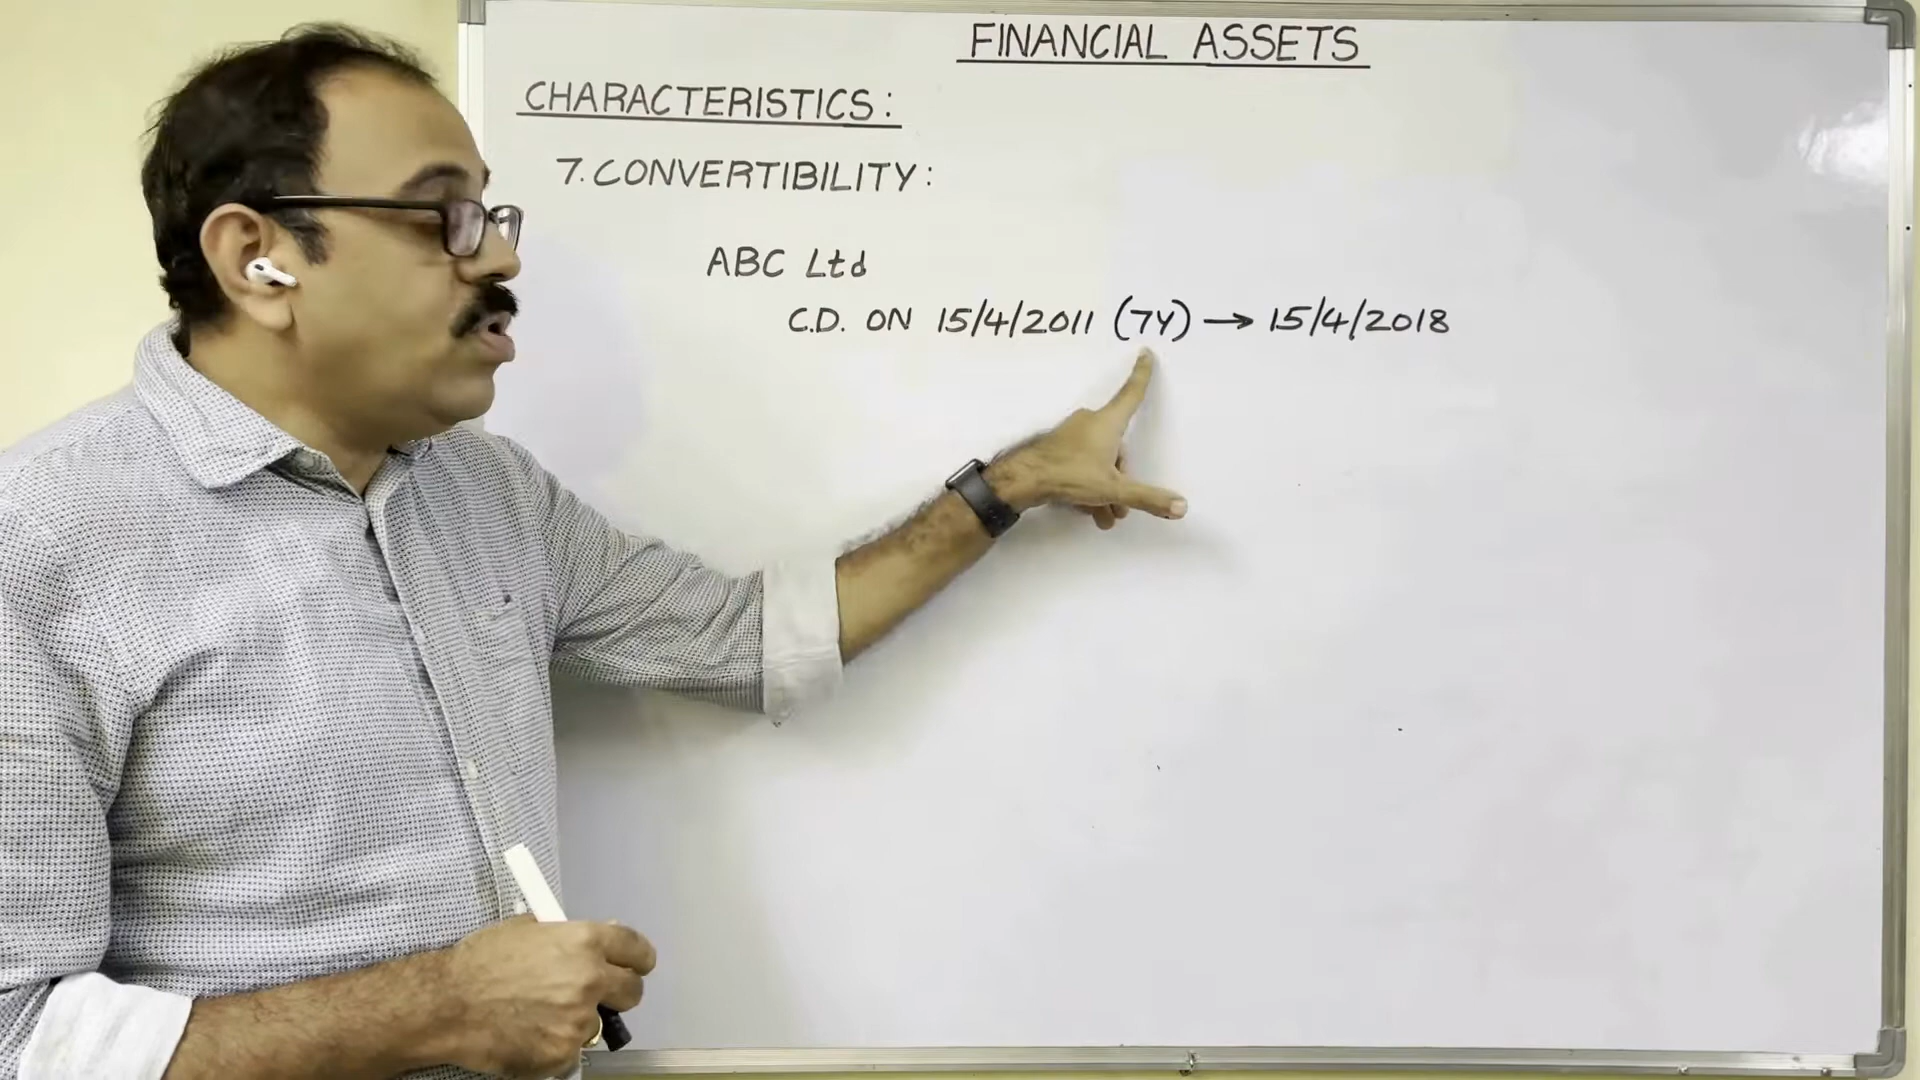 FINANCIAL ASSETS
CHARACTERISTICS:
7. CONVERTIBILITY:
ABC Ltd
C.D. ON 15/4/2011 (7Y) → 15/4/2018